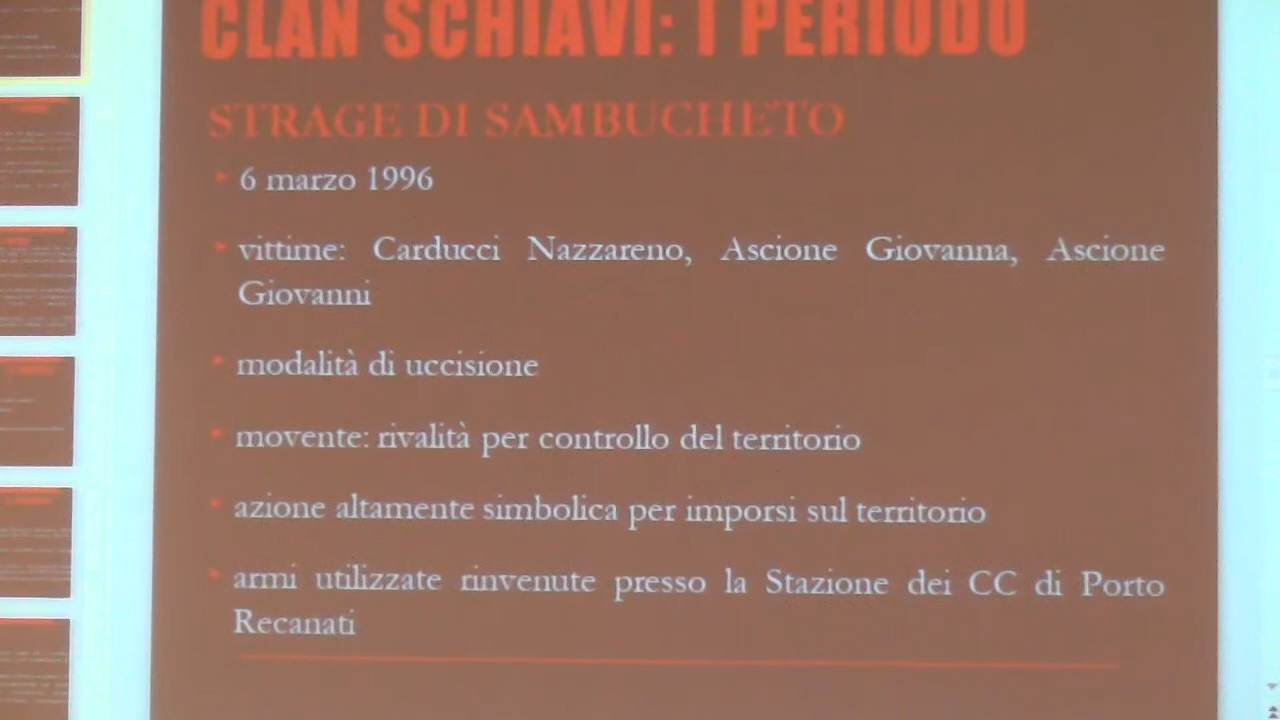 CLAN SCHIAVI: I PERIODO
STRAGE DI SAMBUCHETO
6 marzo 1996
vittime: Carducci Nazzareno, Ascione Giovanna, Ascione
Giovanni
modalità di uccisione
movente: rivalità per controllo del territorio
azione altamente simbolica per imporsi sul territorio
armi utilizzate rinvenute presso la Stazione dei CC di Porto
Recanati